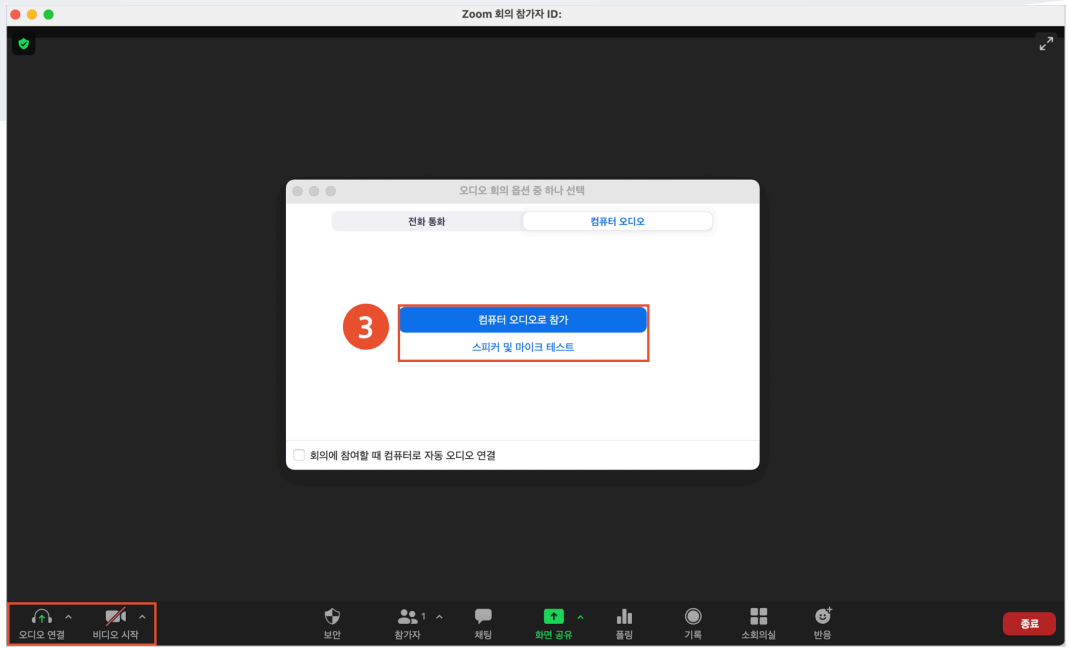 Zoom 회의 참가자 ID:
오디오 회의 옵션 중 하나 선택
전화 통화 컴퓨터 오디오
3
컴퓨터 오디오로 참가
스피커 및 마이크 테스트
회의에 참여할 때 컴퓨터로 자동 오디오 연결
1
오디오 연결 비디오 시작 보안 참가자 채팅 화면 공유 폴링 기록 소회의실 반응 종료